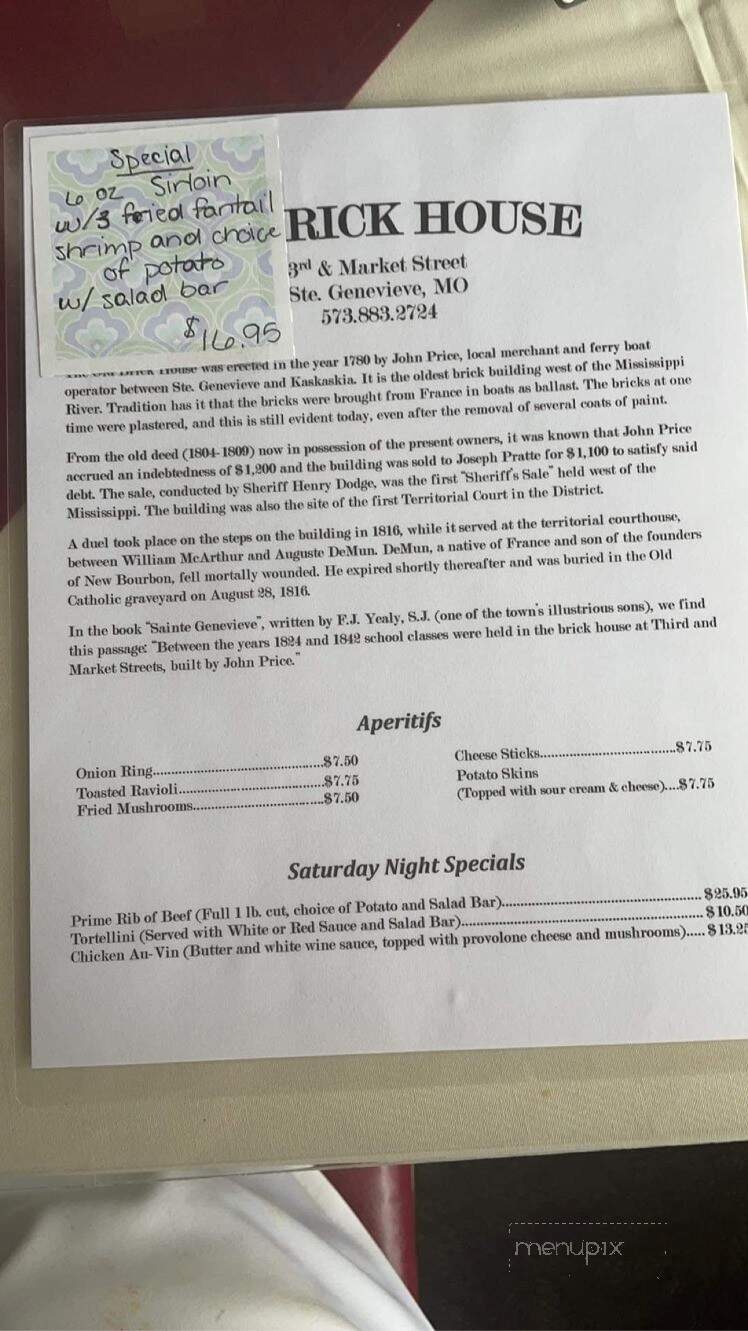 Special
6 oz Sirloin
w/3 fried fantail
shrimp and choice
of potato
w/ salad bar
$16.95
RICK HOUSE
3rd & Market Street
Ste. Genevieve, MO
573.883.2724
House was erected in the year 1780 by John Price, local merchant and ferry boat
operator between Ste. Genevieve and Kaskaskia. It is the oldest brick building west of the Mississippi
River. Tradition has it that the bricks were brought from France in boats as ballast. The bricks at one
time were plastered, and this is still evident today, even after the removal of several coats of paint.
From the old deed (1804-1809) now in possession of the present owners, it was known that John Price
accrued an indebtedness of $1,200 and the building was sold to Joseph Pratte for $1,100 to satisfy said
debt. The sale, conducted by Sheriff Henry Dodge, was the first "Sheriff's Sale" held west of the
Mississippi. The building was also the site of the first Territorial Court in the District.
A duel took place on the steps on the building in 1816, while it served at the territorial courthouse,
between William McArthur and Auguste DeMun. DeMun, a native of France and son of the founders
of New Bourbon, fell mortally wounded. He expired shortly thereafter and was buried in the Old
Catholic graveyard on August 28, 1816.
In the book "Sainte Genevieve", written by F.J. Yealy, S.J. (one of the town's illustrious sons), we find
this passage: "Between the years 1824 and 1842 school classes were held in the brick house at Third and
Market Streets, built by John Price."
Aperitifs
Onion Ring....................................................$7.50
Toasted Ravioli.......................................$7.75
Fried Mushrooms...................................$7.50
Cheese Sticks.....................................$7.75
Potato Skins
(Topped with sour cream & cheese)....$7.75
Saturday Night Specials
Prime Rib of Beef (Full 1 lb. cut, choice of Potato and Salad Bar).....................................................$25.95
Tortellini (Served with White or Red Sauce and Salad Bar)................................................................$10.50
Chicken Au-Vin (Butter and white wine sauce, topped with provolone cheese and mushrooms).....$13.25
menupix